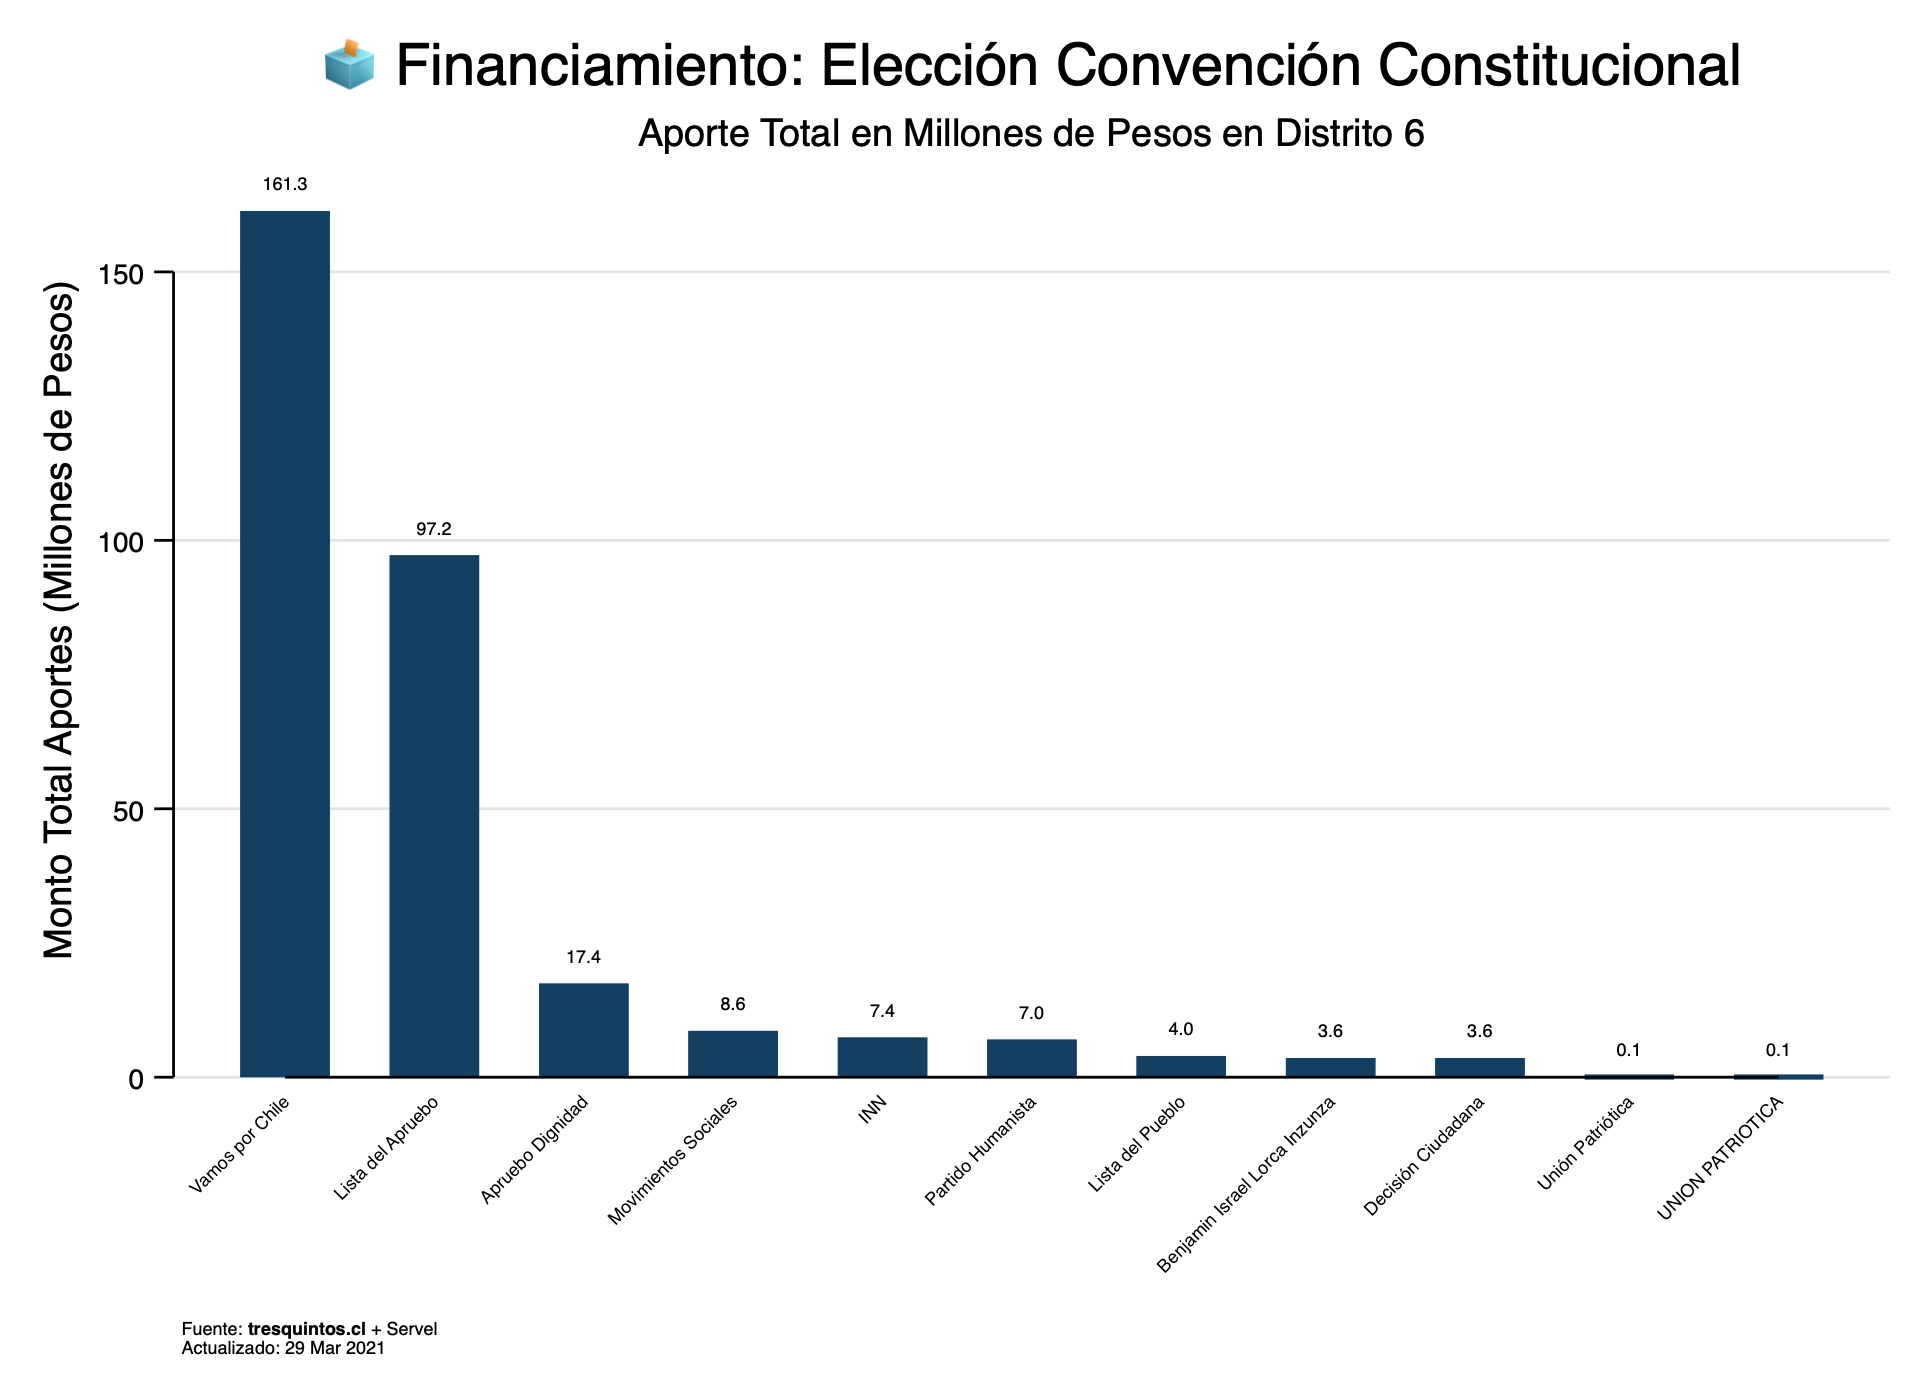 Financiamiento: Elección Convención Constitucional
Aporte Total en Millones de Pesos en Distrito 6
Monto Total Aportes (Millones de Pesos)
150
100
50
0
161.3
97.2
17.4
8.6
7.4
7.0
4.0
3.6
3.6
0.1
0.1
Vamos por Chile
Lista del Apruebo
Apruebo Dignidad
Movimientos Sociales
INN
Partido Humanista
Lista del Pueblo
Benjamin Israel Lorca Inzunza
Decisión Ciudadana
Unión Patriótica
UNION PATRIOTICA
Fuente: tresquintos.cl + Servel
Actualizado: 29 Mar 2021